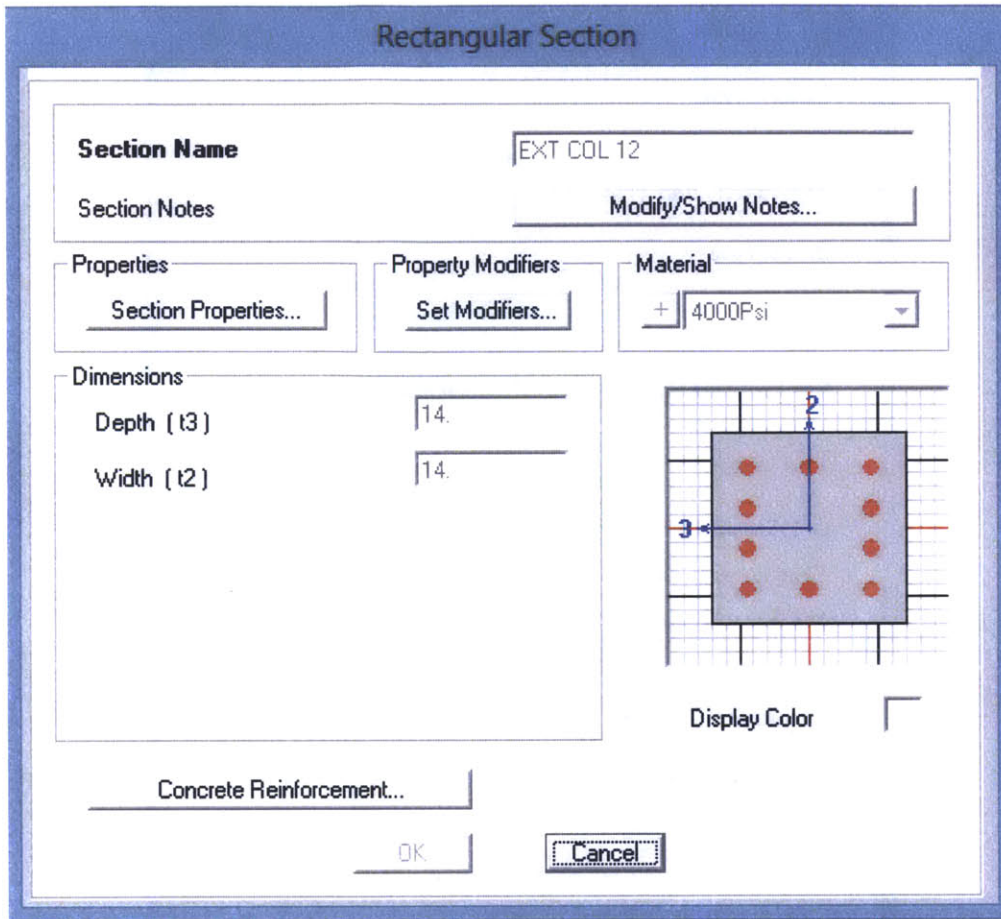 Rectangular Section
Section Name EXT COL 12
Section Notes Modify/Show Notes...
Properties Property Modifiers Material
Section Properties... Set Modifiers... + 4000Psi
Dimensions
Depth ( t3 ) 14.
Width ( t2 ) 14.
2
3
Display Color
Concrete Reinforcement...
OK Cancel